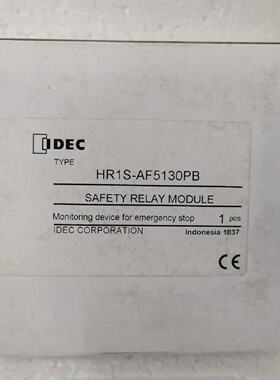 IDEC
TYPE
HR1S-AF5130PB
SAFETY RELAY MODULE
Monitoring device for emergency stop 1 pcs
IDEC CORPORATION Indonesia 1837
CE